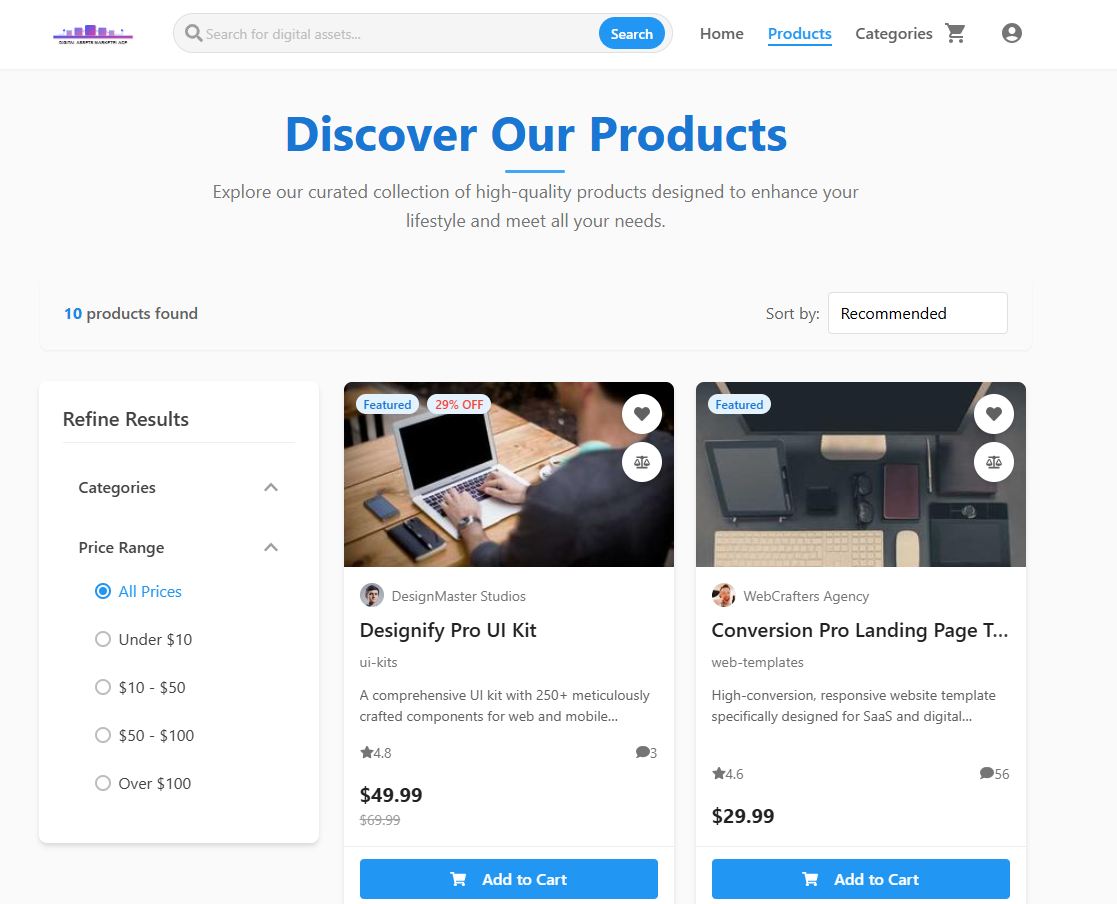 DIGITAL ASSETS MARKETPLACE
Search for digital assets...
Search
Home
Products
Categories
Discover Our Products
Explore our curated collection of high-quality products designed to enhance your
lifestyle and meet all your needs.
10 products found
Sort by:
Recommended
Refine Results
Categories
Price Range
All Prices
Under $10
$10 - $50
$50 - $100
Over $100
Featured
29% OFF
DesignMaster Studios
Designify Pro UI Kit
ui-kits
A comprehensive UI kit with 250+ meticulously
crafted components for web and mobile...
4.8
3
$49.99
$69.99
Add to Cart
Featured
WebCrafters Agency
Conversion Pro Landing Page T...
web-templates
High-conversion, responsive website template
specifically designed for SaaS and digital...
4.6
56
$29.99
Add to Cart